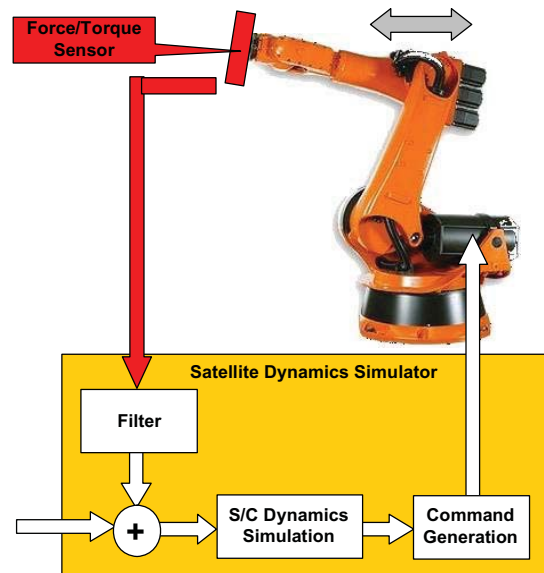 Force/Torque
Sensor
Satellite Dynamics Simulator
Filter
+
S/C Dynamics
Simulation
Command
Generation